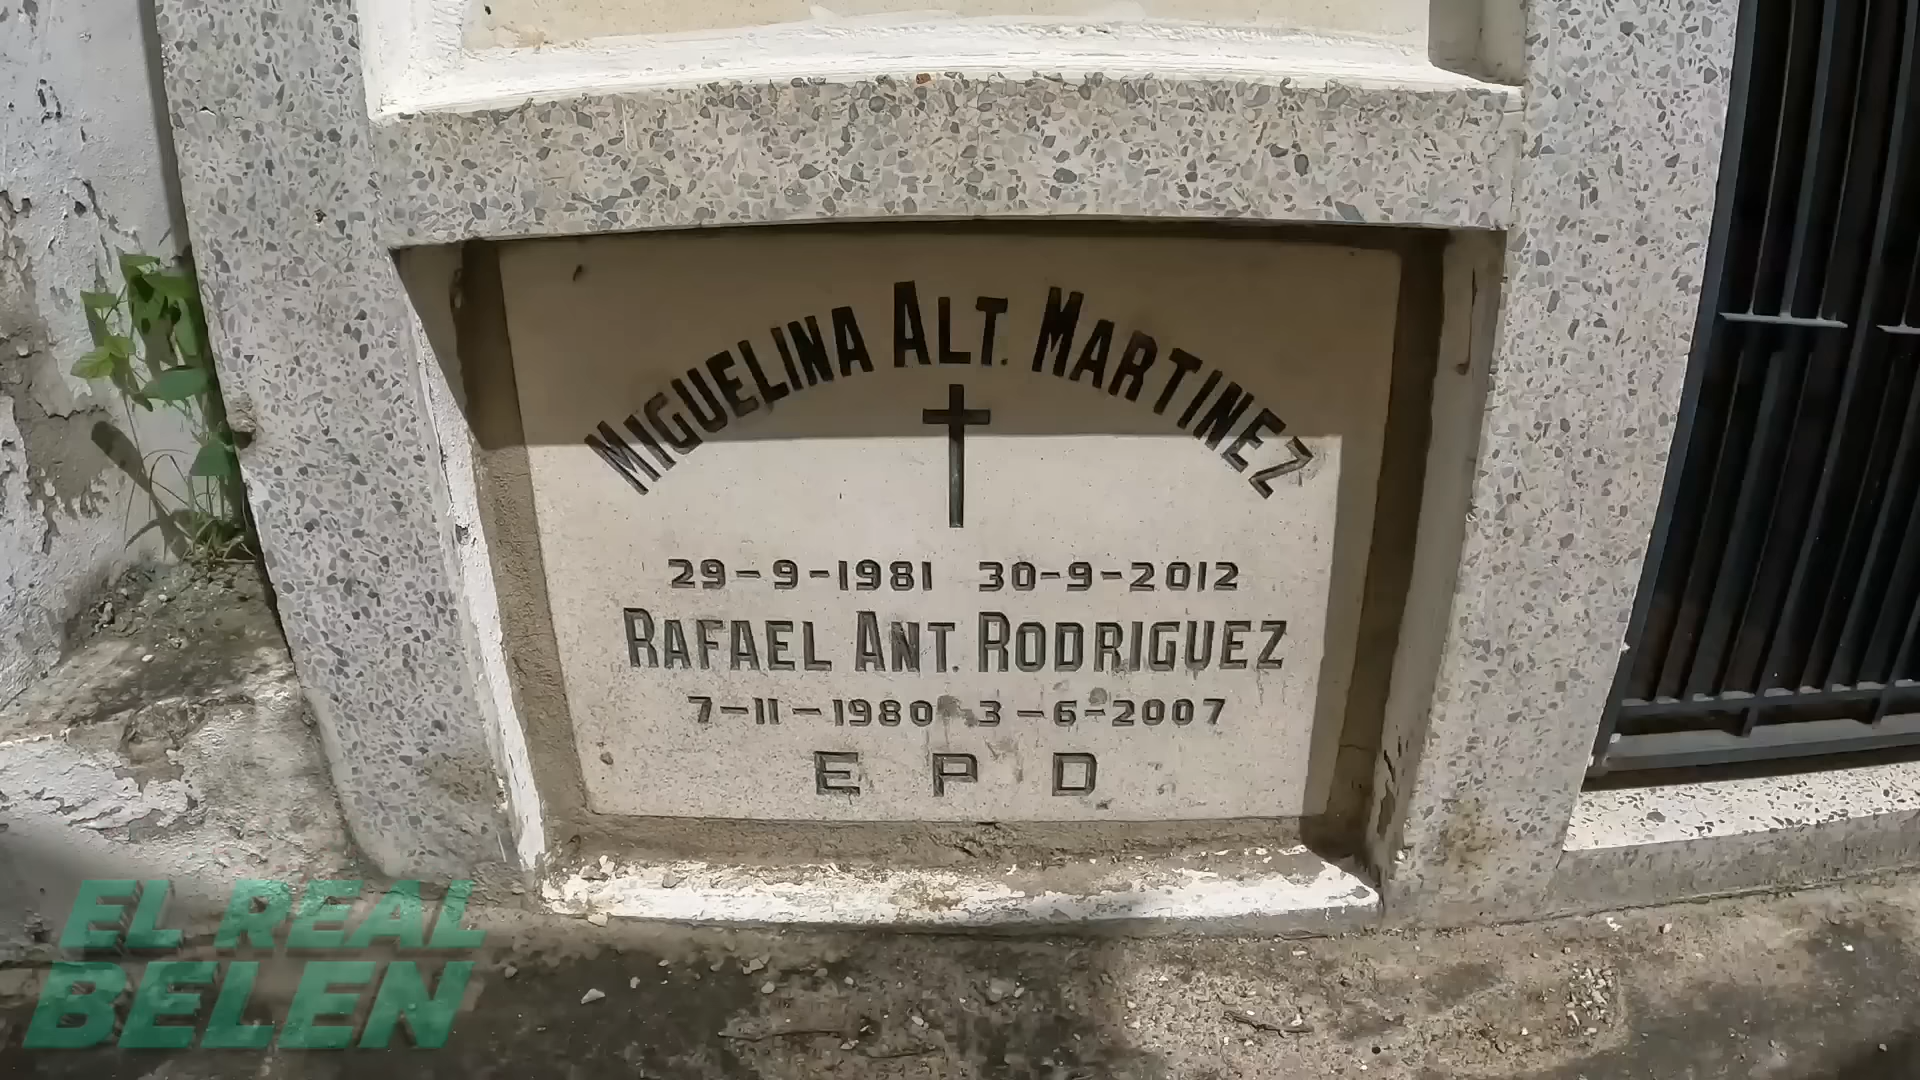 MIGUELINA ALT. MARTINEZ
29-9-1981 30-9-2012
RAFAEL ANT. RODRIGUEZ
7-11-1980 3-6-2007
E P D
EL REAL
BELEN